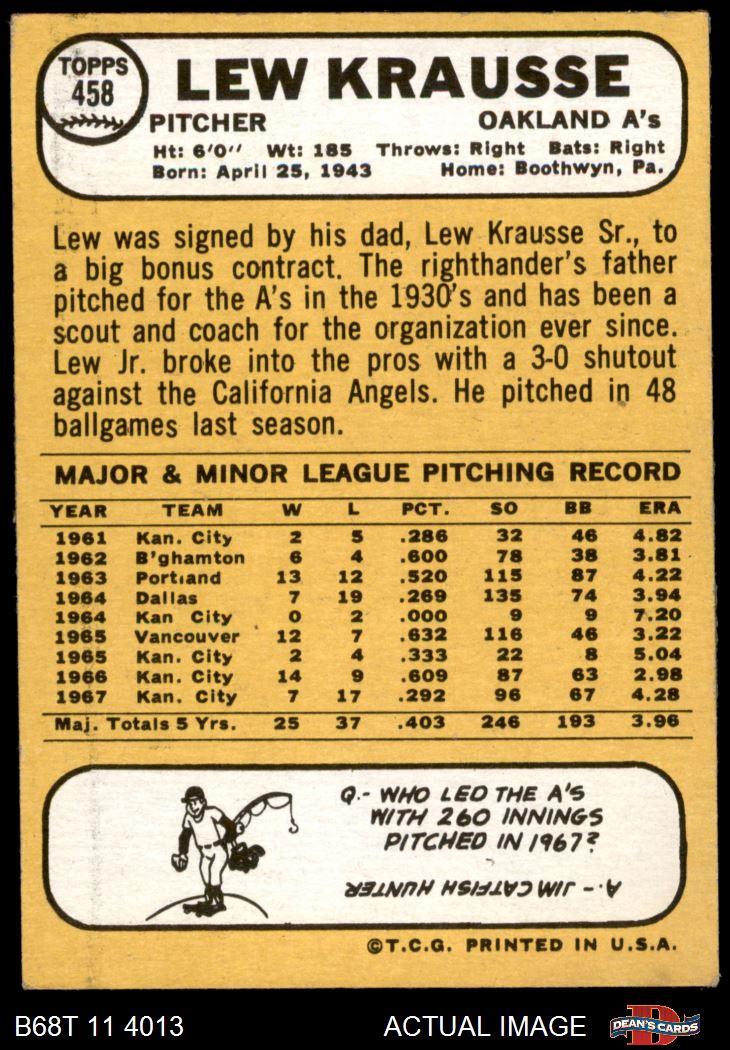 TOPPS
458
LEW KRAUSSE
PITCHER OAKLAND A's
Ht: 6'0'' Wt: 185 Throws: Right Bats: Right
Born: April 25, 1943 Home: Boothwyn, Pa.
Lew was signed by his dad, Lew Krausse Sr., to
a big bonus contract. The righthander's father
pitched for the A's in the 1930's and has been a
scout and coach for the organization ever since.
Lew Jr. broke into the pros with a 3-0 shutout
against the California Angels. He pitched in 48
ballgames last season.
MAJOR & MINOR LEAGUE PITCHING RECORD
YEAR TEAM W L PCT. SO BB ERA
1961 Kan. City 2 5 .286 32 46 4.82
1962 B'ghamton 6 4 .600 78 38 3.81
1963 Portland 13 12 .520 115 87 4.22
1964 Dallas 7 19 .269 135 74 3.94
1964 Kan City 0 2 .000 9 9 7.20
1965 Vancouver 12 7 .632 116 46 3.22
1965 Kan. City 2 4 .333 22 8 5.04
1966 Kan. City 14 9 .609 87 63 2.98
1967 Kan. City 7 17 .292 96 67 4.28
Maj. Totals 5 Yrs. 25 37 .403 246 193 3.96
Q.- WHO LED THE A'S
WITH 260 INNINGS
PITCHED IN 1967?
A.- JIM CATFISH HUNTER
©T.C.G. PRINTED IN U.S.A.
B68T 11 4013 ACTUAL IMAGE DEAN'S CARDS